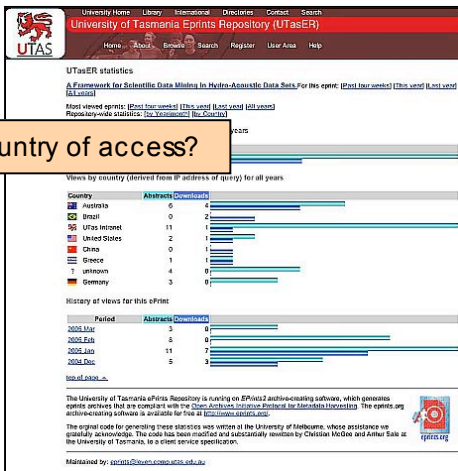 University Home Library International Directories Contact Search
University of Tasmania Eprints Repository (UTasER)
Home About Browse Search Register User Area Help
UTAS
UTasER statistics
A Framework for Scientific Data Mining in Hydro-Acoustic Data Sets. For this eprint: [Past four weeks] [This year] [Last year] [All years]
Most viewed eprints: [Past four weeks] [This year] [Last year] [All years]
Repository-wide statistics: [by Year/month] [by Country]
years
untry of access?
Views by country (derived from IP address of query) for all years
Country Abstracts Downloads
Australia 6 4
Brazil 0 2
UTas Intranet 11 1
United States 2 1
China 0 1
Greece 1 1
? unknown 4 0
Germany 3 0
History of views for this ePrint
Period Abstracts Downloads
2005 Mar 3 0
2005 Feb 8 0
2005 Jan 11 7
2004 Dec 5 3
top of page
The University of Tasmania ePrints Repository is running on EPrints2 archive-creating software, which generates
eprints archives that are compliant with the Open Archives Initiative Protocol for Metadata Harvesting. The eprints.org
archive-creating software is available for free at http://www.eprints.org.
The orginal code for generating these statistics was written at the University of Melbourne, whose assistance we
gratefully acknowledge. The code has been modified and substantially rewritten by Christian McGee and Arthur Sale at
the University of Tasmania, to a client service specification.
eprints.org
Maintained by: eprints@leven.comp.utas.edu.au